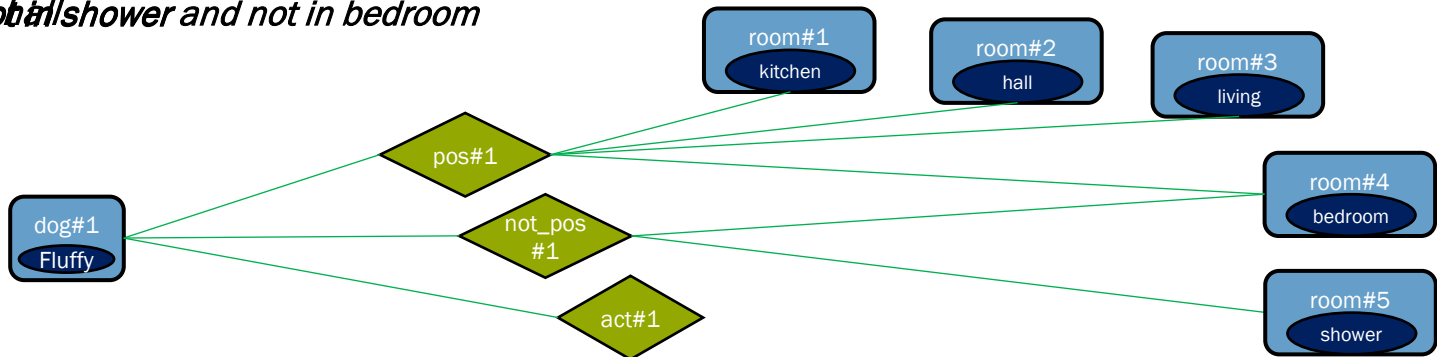 shower and not in bedroom
room#1
kitchen
room#2
hall
room#3
living
pos#1
room#4
bedroom
dog#1
Fluffy
not_pos
#1
room#5
shower
act#1